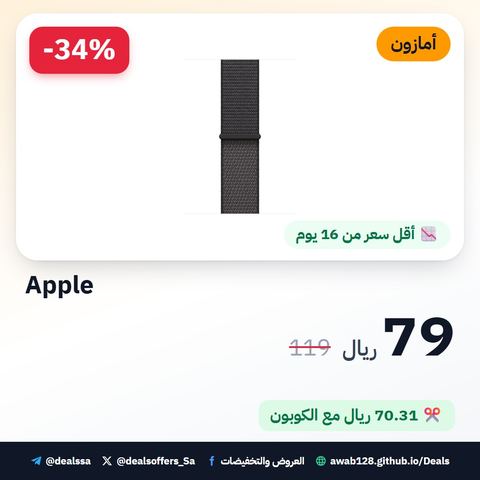 -34%
أمازون
أقل سعر من 16 يوم
Apple
79 ريال 119
70.31 ريال مع الكوبون
@dealssa @dealsoffers_Sa العروض والتخفيضات awab128.github.io/Deals